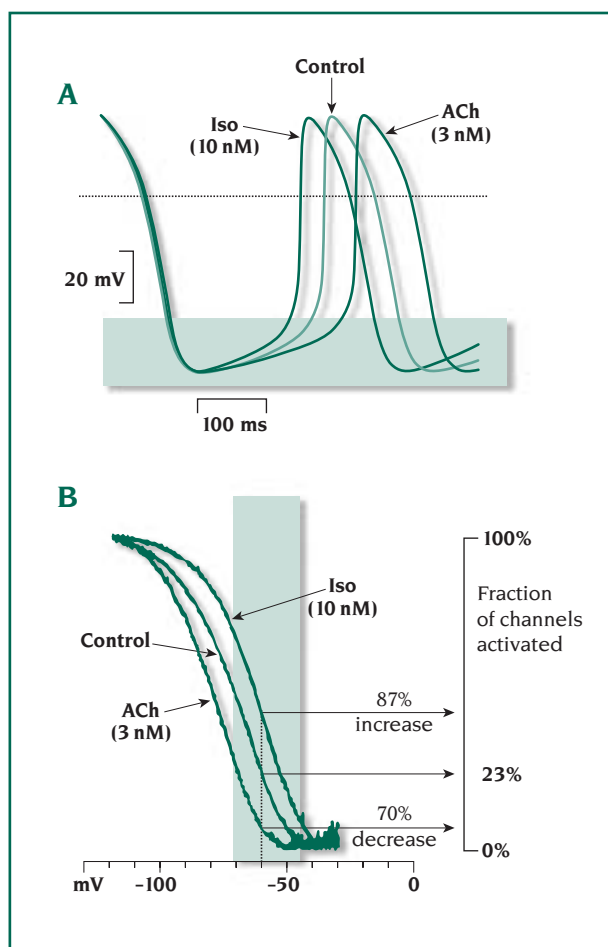 A
Control
Iso
(10 nM)
ACh
(3 nM)
20 mV
100 ms
B
100%
Iso
(10 nM)
Fraction
of channels
activated
Control
ACh
(3 nM)
87%
increase
23%
70%
decrease
0%
mV -100 -50 0